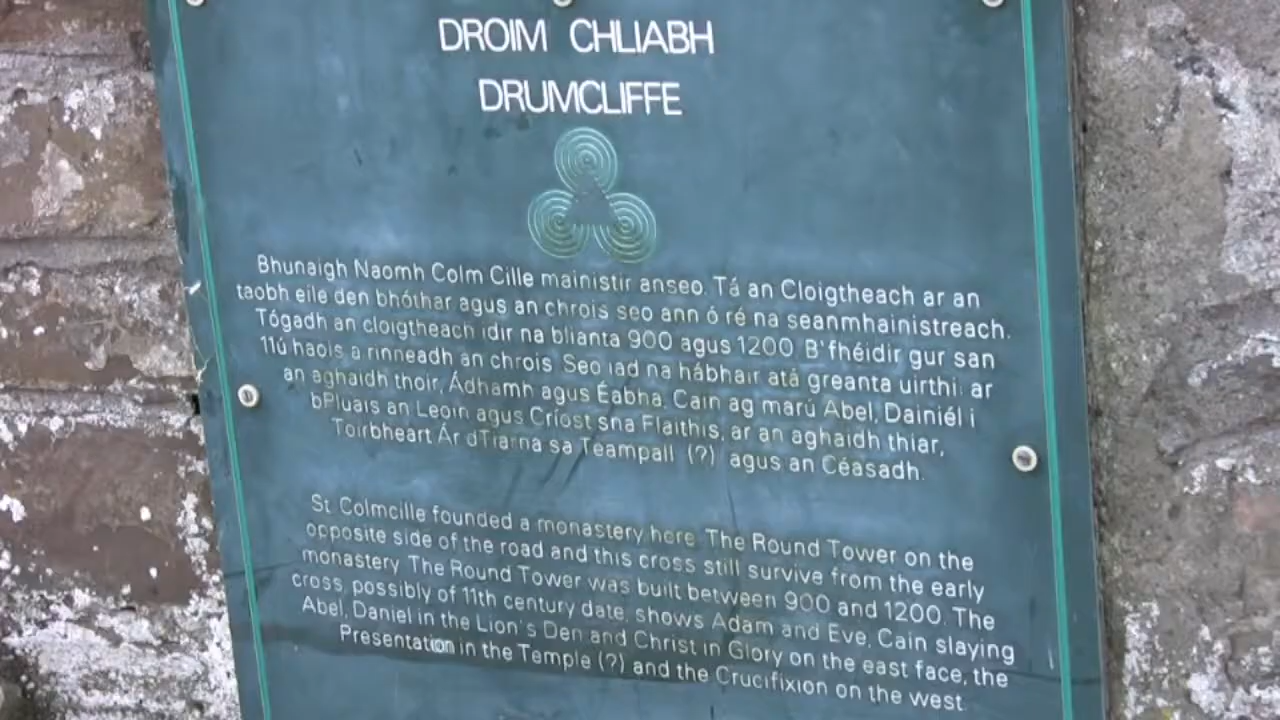 DROIM CHLIABH
DRUMCLIFFE
Bhunaigh Naomh Colm Cille mainistir anseo. Tá an Cloigtheach ar an
taobh eile den bhóthar agus an chrois seo ann ó ré na seanmhainistreach.
Tógadh an cloigtheach idir na blianta 900 agus 1200. B'fhéidir gur san
11ú haois a rinneadh an chrois. Seo iad na hábhair atá greanta uirthi: ar
an aghaidh thoir, Ádhamh agus Éabha, Cain ag marú Abel, Dainiél i
bPluais an Leoin agus Críost sna Flaithis, ar an aghaidh thiar,
Toirbheart Ár dTiarna sa Teampall (?) agus an Céasadh.
St. Colmcille founded a monastery here. The Round Tower on the
opposite side of the road and this cross still survive from the early
monastery. The Round Tower was built between 900 and 1200. The
cross, possibly of 11th century date, shows Adam and Eve, Cain slaying
Abel, Daniel in the Lion's Den and Christ in Glory on the east face, the
Presentation in the Temple (?) and the Crucifixion on the west.